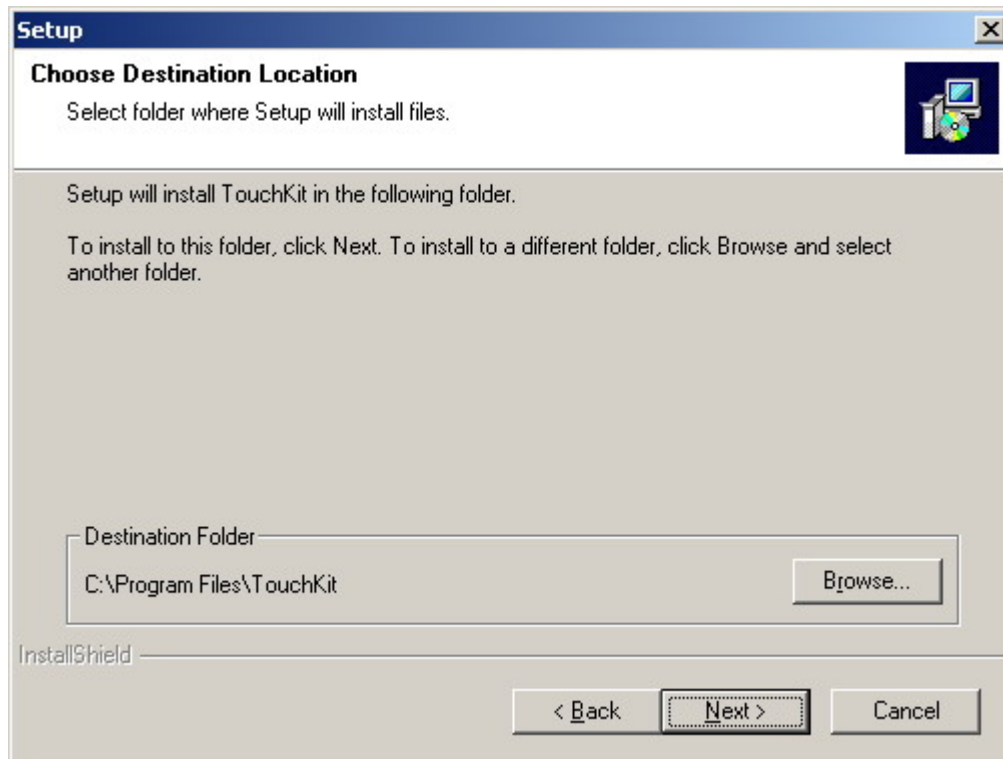 Setup
Choose Destination Location
Select folder where Setup will install files.
Setup will install TouchKit in the following folder.
To install to this folder, click Next. To install to a different folder, click Browse and select
another folder.
Destination Folder
C:\Program Files\TouchKit
Browse...
InstallShield
< Back
Next >
Cancel